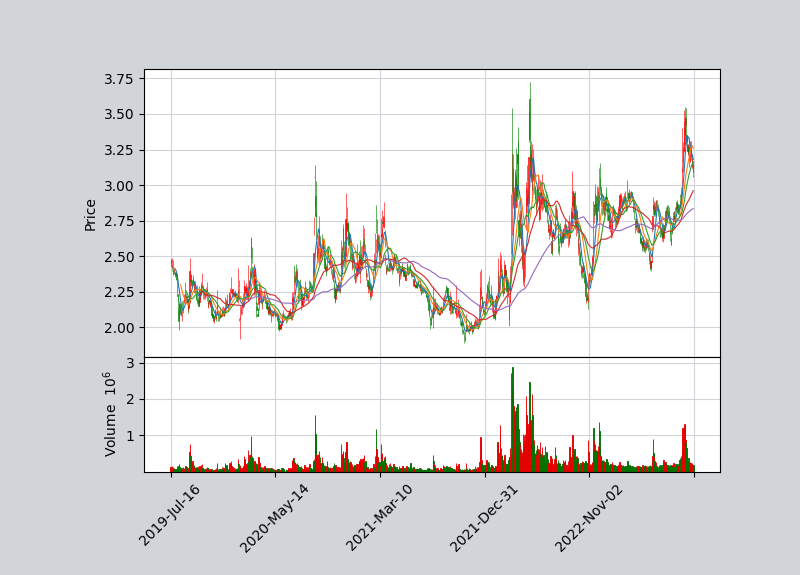 3.75
3.50
3.25
3.00
2.75
2.50
2.25
2.00
Price
3
2
1
Volume 10^6
2019-Jul-16
2020-May-14
2021-Mar-10
2021-Dec-31
2022-Nov-02